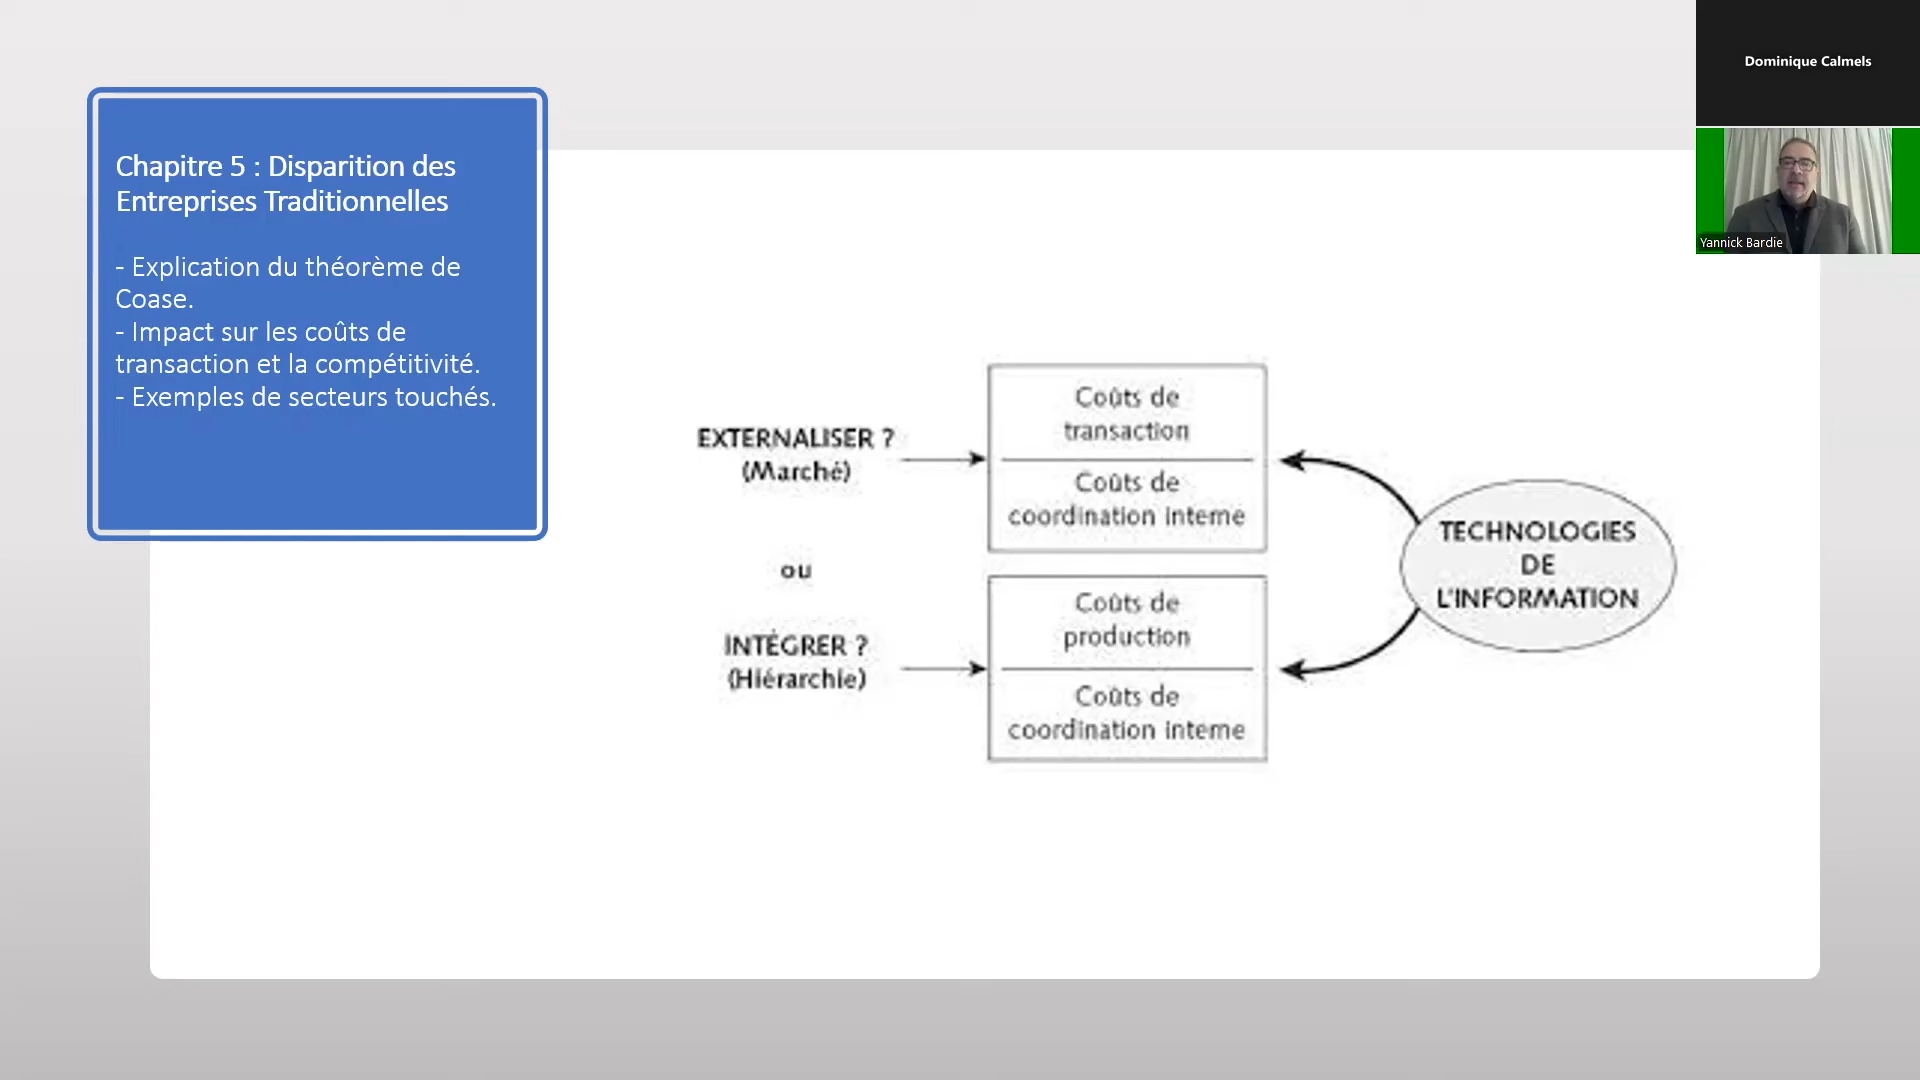 Chapitre 5 : Disparition des
Entreprises Traditionnelles
- Explication du théorème de
Coase.
- Impact sur les coûts de
transaction et la compétitivité.
- Exemples de secteurs touchés.
EXTERNALISER ?
(Marché)
ou
INTÉGRER ?
(Hiérarchie)
Coûts de
transaction
Coûts de
coordination interne
Coûts de
production
Coûts de
coordination interne
TECHNOLOGIES
DE
L'INFORMATION
Dominique Calmels
Yannick Bardie